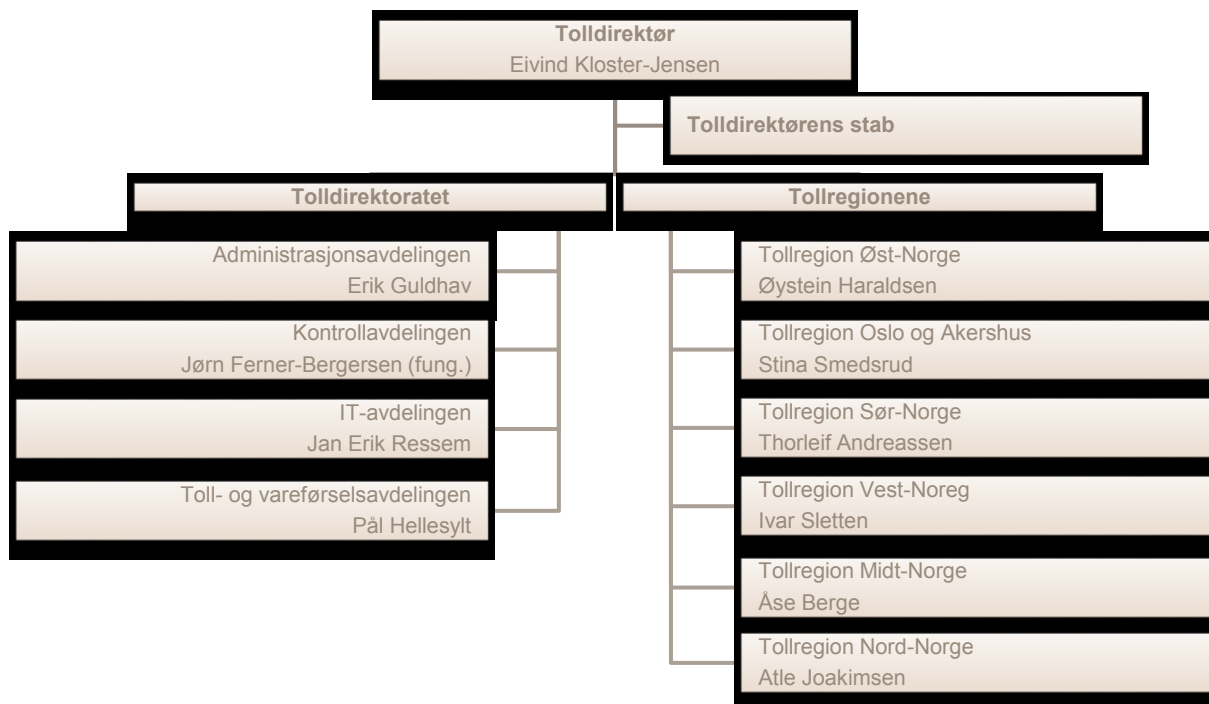 Tolldirektør
Eivind Kloster-Jensen
Tolldirektørens stab
Tolldirektoratet
Administrasjonsavdelingen
Erik Guldhav
Kontrollavdelingen
Jørn Ferner-Bergersen (fung.)
IT-avdelingen
Jan Erik Ressem
Toll- og vareførselsavdelingen
Pål Hellesylt
Tollregionene
Tollregion Øst-Norge
Øystein Haraldsen
Tollregion Oslo og Akershus
Stina Smedsrud
Tollregion Sør-Norge
Thorleif Andreassen
Tollregion Vest-Noreg
Ivar Sletten
Tollregion Midt-Norge
Åse Berge
Tollregion Nord-Norge
Atle Joakimsen